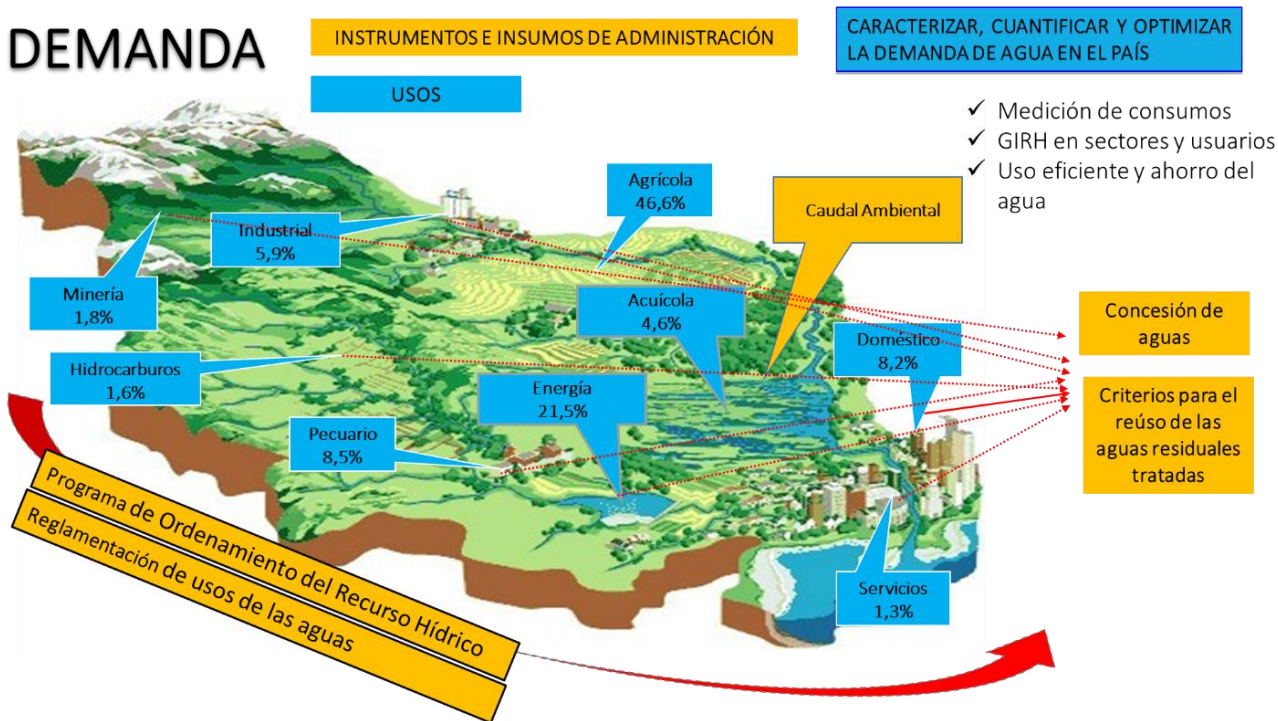 DEMANDA
INSTRUMENTOS E INSUMOS DE ADMINISTRACIÓN
USOS
CARACTERIZAR, CUANTIFICAR Y OPTIMIZAR
LA DEMANDA DE AGUA EN EL PAÍS
✓ Medición de consumos
✓ GIRH en sectores y usuarios
✓ Uso eficiente y ahorro del
agua
Agrícola
46,6%
Caudal Ambiental
Industrial
5,9%
Minería
1,8%
Acuícola
4,6%
Doméstico
8,2%
Concesión de
aguas
Hidrocarburos
1,6%
Energía
21,5%
Pecuario
8,5%
Criterios para el
reúso de las
aguas residuales
tratadas
Servicios
1,3%
Programa de Ordenamiento del Recurso Hídrico
Reglamentación de usos de las aguas